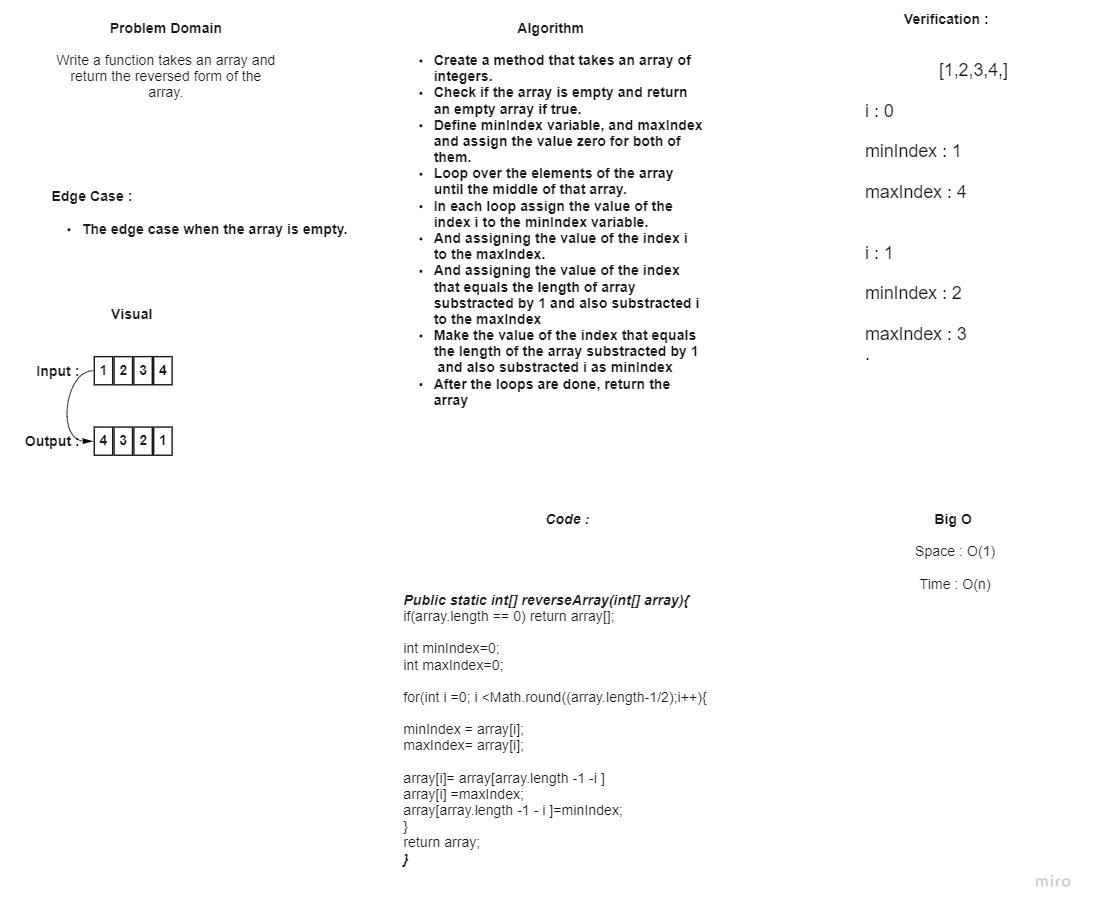 Problem Domain
Write a function takes an array and
return the reversed form of the
array.
Edge Case :
• The edge case when the array is empty.
Visual
Input : 1 2 3 4
Output : 4 3 2 1
Algorithm
• Create a method that takes an array of
integers.
• Check if the array is empty and return
an empty array if true.
• Define minIndex variable, and maxIndex
and assign the value zero for both of
them.
• Loop over the elements of the array
until the middle of that array.
• In each loop assign the value of the
index i to the minIndex variable.
• And assigning the value of the index i
to the maxIndex.
• And assigning the value of the index
that equals the length of array
substracted by 1 and also substracted i
to the maxIndex
• Make the value of the index that equals
the length of the array substracted by 1
and also substracted i as minIndex
• After the loops are done, return the
array
Verification :
[1,2,3,4,]
i : 0
minIndex : 1
maxIndex : 4
i : 1
minIndex : 2
maxIndex : 3
.
Code :
Public static int[] reverseArray(int[] array){
if(array.length == 0) return array[];
int minIndex=0;
int maxIndex=0;
for(int i =0; i <Math.round((array.length-1/2);i++){
minIndex = array[i];
maxIndex= array[i];
array[i]= array[array.length -1 -i ]
array[i] =maxIndex;
array[array.length -1 - i ]=minIndex;
}
return array;
}
Big O
Space : O(1)
Time : O(n)
miro